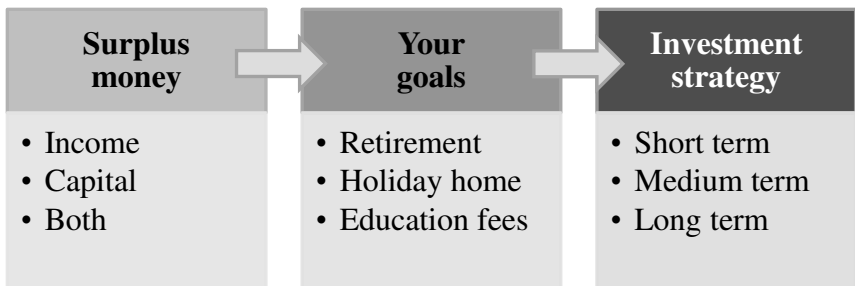 Surplus
money
• Income
• Capital
• Both
Your
goals
• Retirement
• Holiday home
• Education fees
Investment
strategy
• Short term
• Medium term
• Long term